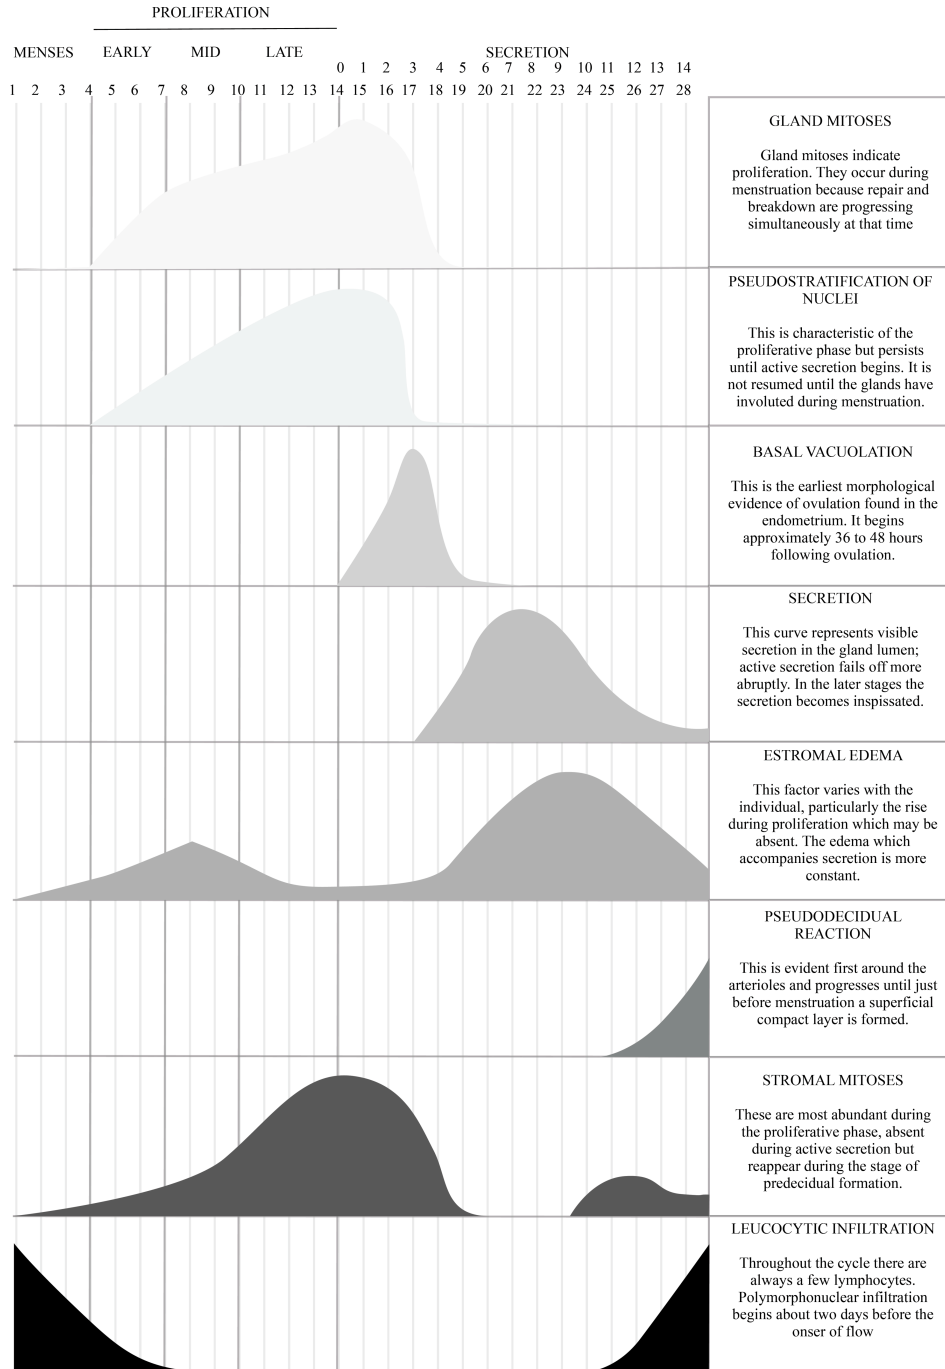 PROLIFERATION
MENSES EARLY MID LATE SECRETION
0 1 2 3 4 5 6 7 8 9 10 11 12 13 14
1 2 3 4 5 6 7 8 9 10 11 12 13 14 15 16 17 18 19 20 21 22 23 24 25 26 27 28
GLAND MITOSES
Gland mitoses indicate
proliferation. They occur during
menstruation because repair and
breakdown are progressing
simultaneously at that time
PSEUDOSTRATIFICATION OF
NUCLEI
This is characteristic of the
proliferative phase but persists
until active secretion begins. It is
not resumed until the glands have
involuted during menstruation.
BASAL VACUOLATION
This is the earliest morphological
evidence of ovulation found in the
endometrium. It begins
approximately 36 to 48 hours
following ovulation.
SECRETION
This curve represents visible
secretion in the gland lumen;
active secretion fails off more
abruptly. In the later stages the
secretion becomes inspissated.
ESTROMAL EDEMA
This factor varies with the
individual, particularly the rise
during proliferation which may be
absent. The edema which
accompanies secretion is more
constant.
PSEUDODECIDUAL
REACTION
This is evident first around the
arterioles and progresses until just
before menstruation a superficial
compact layer is formed.
STROMAL MITOSES
These are most abundant during
the proliferative phase, absent
during active secretion but
reappear during the stage of
predecidual formation.
LEUCOCYTIC INFILTRATION
Throughout the cycle there are
always a few lymphocytes.
Polymorphonuclear infiltration
begins about two days before the
onser of flow